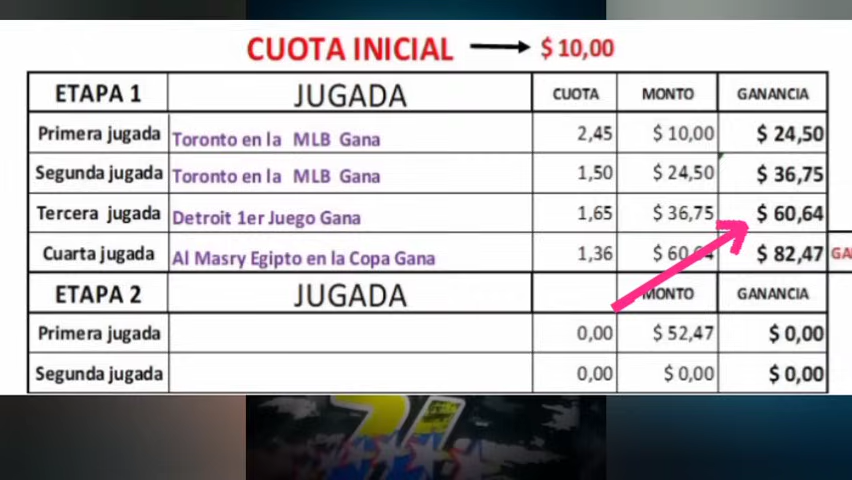 CUOTA INICIAL $ 10,00
ETAPA 1 JUGADA CUOTA MONTO GANANCIA
Primera jugada Toronto en la MLB Gana 2,45 $ 10,00 $ 24,50
Segunda jugada Toronto en la MLB Gana 1,50 $ 24,50 $ 36,75
Tercera jugada Detroit 1er Juego Gana 1,65 $ 36,75 $ 60,64
Cuarta jugada Al Masry Egipto en la Copa Gana 1,36 $ 60,64 $ 82,47
ETAPA 2 JUGADA MONTO GANANCIA
Primera jugada 0,00 $ 52,47 $ 0,00
Segunda jugada 0,00 $ 0,00 $ 0,00